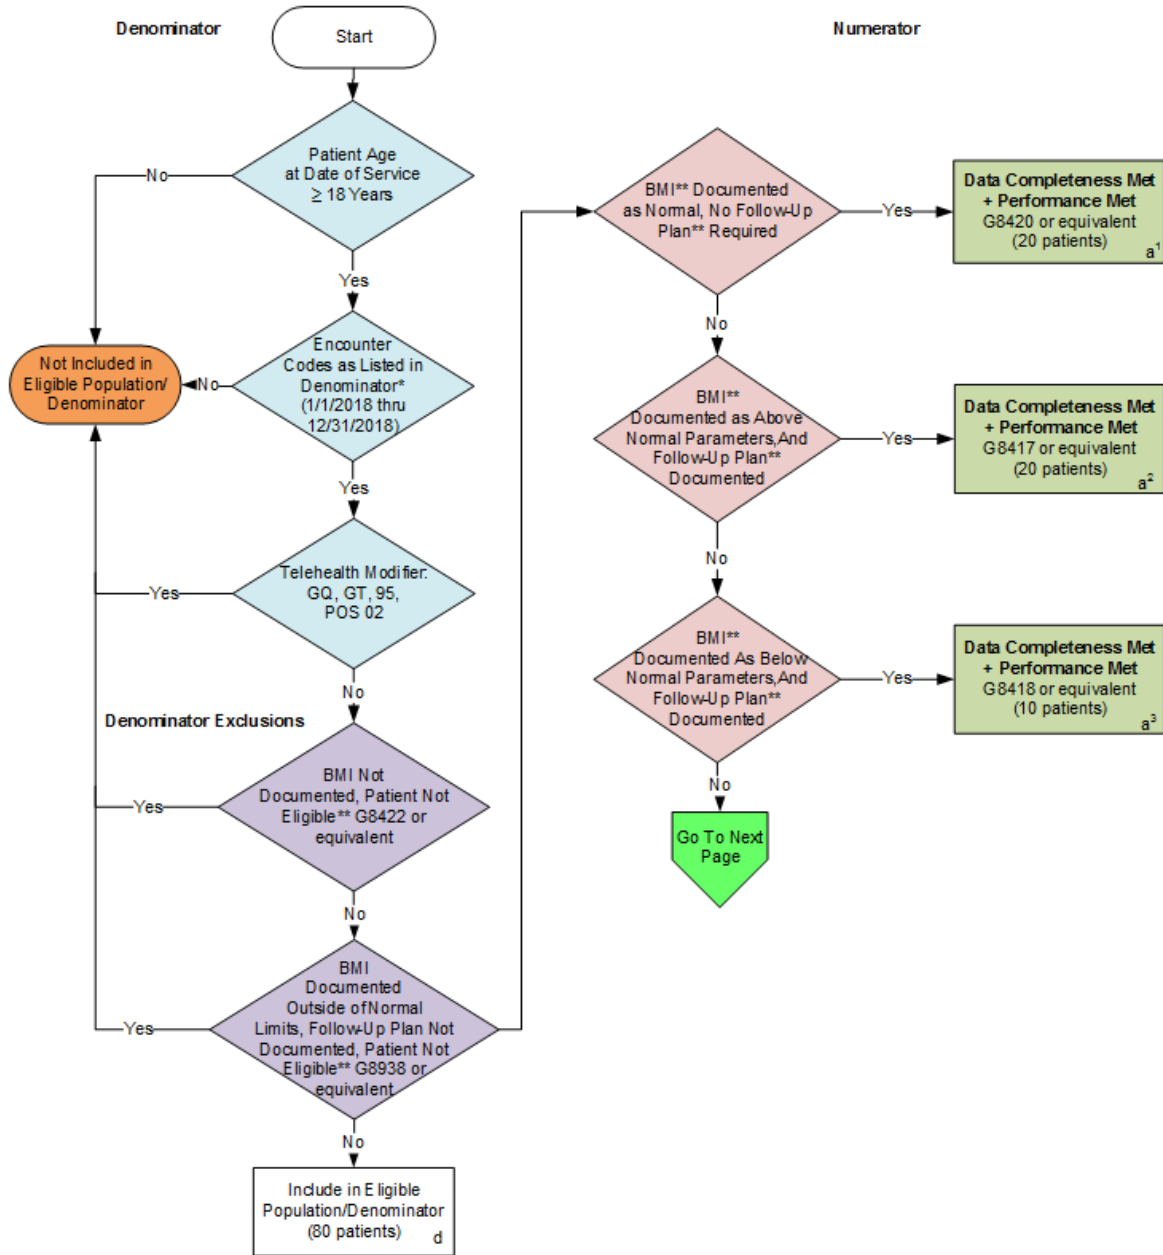 Denominator
Start
Numerator
Patient Age
at Date of Service
≥ 18 Years
No
Yes
Encounter
Codes as Listed in
Denominator*
(1/1/2018 thru
12/31/2018)
No
Not Included in
Eligible Population/
Denominator
Yes
Telehealth Modifier:
GQ, GT, 95,
POS 02
Yes
No
Denominator Exclusions
BMI Not
Documented, Patient Not
Eligible** G8422 or
equivalent
Yes
No
BMI
Documented
Outside of Normal
Limits, Follow-Up Plan Not
Documented, Patient Not
Eligible** G8938 or
equivalent
Yes
No
Include in Eligible
Population/Denominator
(80 patients)
d
BMI** Documented
as Normal, No Follow-Up
Plan** Required
Yes
Data Completeness Met
+ Performance Met
G8420 or equivalent
(20 patients)
a¹
No
BMI**
Documented as Above
Normal Parameters, And
Follow-Up Plan**
Documented
Yes
Data Completeness Met
+ Performance Met
G8417 or equivalent
(20 patients)
a²
No
BMI**
Documented As Below
Normal Parameters, And
Follow-Up Plan**
Documented
Yes
Data Completeness Met
+ Performance Met
G8418 or equivalent
(10 patients)
a³
No
Go To Next
Page